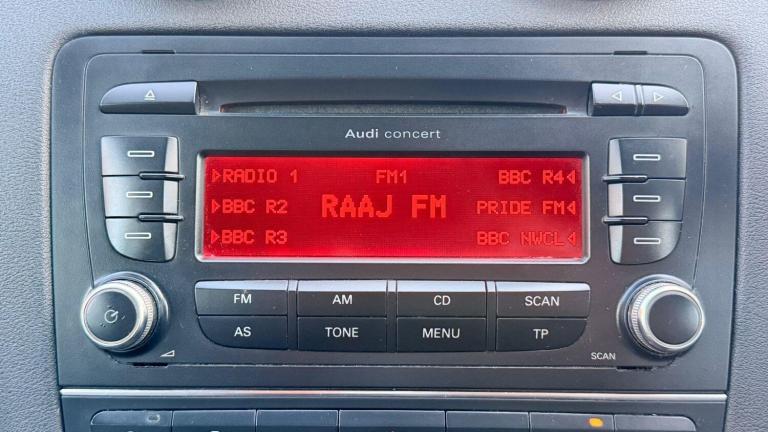 Audi concert
RADIO 1 FM1 BBC R4
BBC R2 RAAJ FM PRIDE FM
BBC R3 BBC NWCL
FM AM CD SCAN
AS TONE MENU TP
SCAN